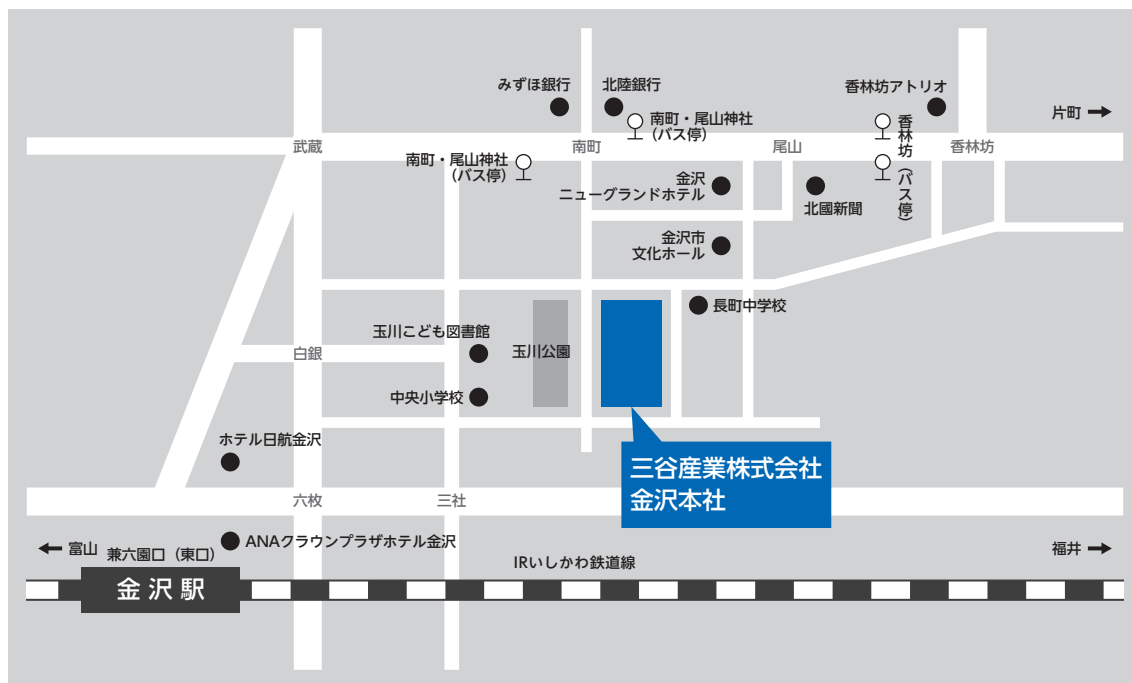 みずほ銀行
北陸銀行
香林坊アトリオ
片町
南町・尾山神社
(バス停)
香林坊(バス停)
武蔵
南町
尾山
香林坊
南町・尾山神社
(バス停)
金沢
ニューグランドホテル
北國新聞
金沢市
文化ホール
長町中学校
玉川こども図書館
白銀
玉川公園
中央小学校
ホテル日航金沢
三谷産業株式会社
金沢本社
六枚
三社
ANAクラウンプラザホテル金沢
富山
兼六園口（東口）
IRいしかわ鉄道線
福井
金沢駅